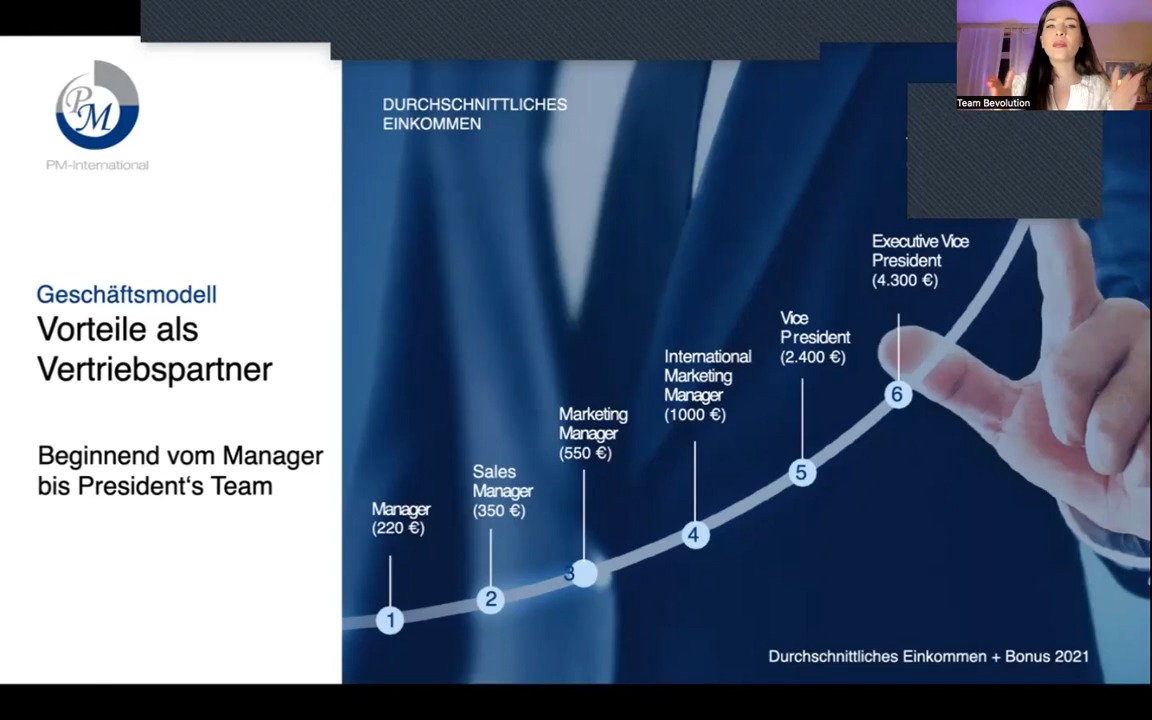 PM
PM-International
Geschäftsmodell
Vorteile als
Vertriebspartner
Beginnend vom Manager
bis President‘s Team
DURCHSCHNITTLICHES
EINKOMMEN
Manager
(220 €)
1
Sales
Manager
(350 €)
2
Marketing
Manager
(550 €)
3
International
Marketing
Manager
(1000 €)
4
Vice
President
(2.400 €)
5
Executive Vice
President
(4.300 €)
6
Durchschnittliches Einkommen + Bonus 2021
Team Bevolution